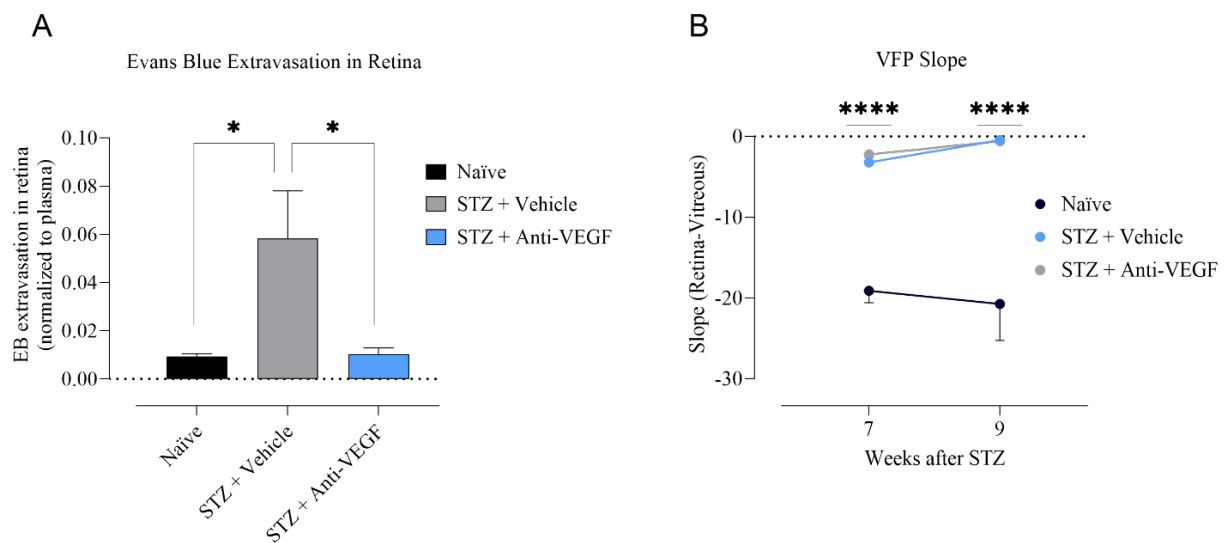 A
Evans Blue Extravasation in Retina
EB extravasation in retina
(normalized to plasma)
0.10
0.08
0.06
0.04
0.02
0.00
*
*
Naïve
STZ + Vehicle
STZ + Anti-VEGF
Naïve
STZ + Vehicle
STZ + Anti-VEGF
B
VFP Slope
****
****
Slope (Retina-Vitreous)
0
-10
-20
-30
7
9
Weeks after STZ
Naïve
STZ + Vehicle
STZ + Anti-VEGF